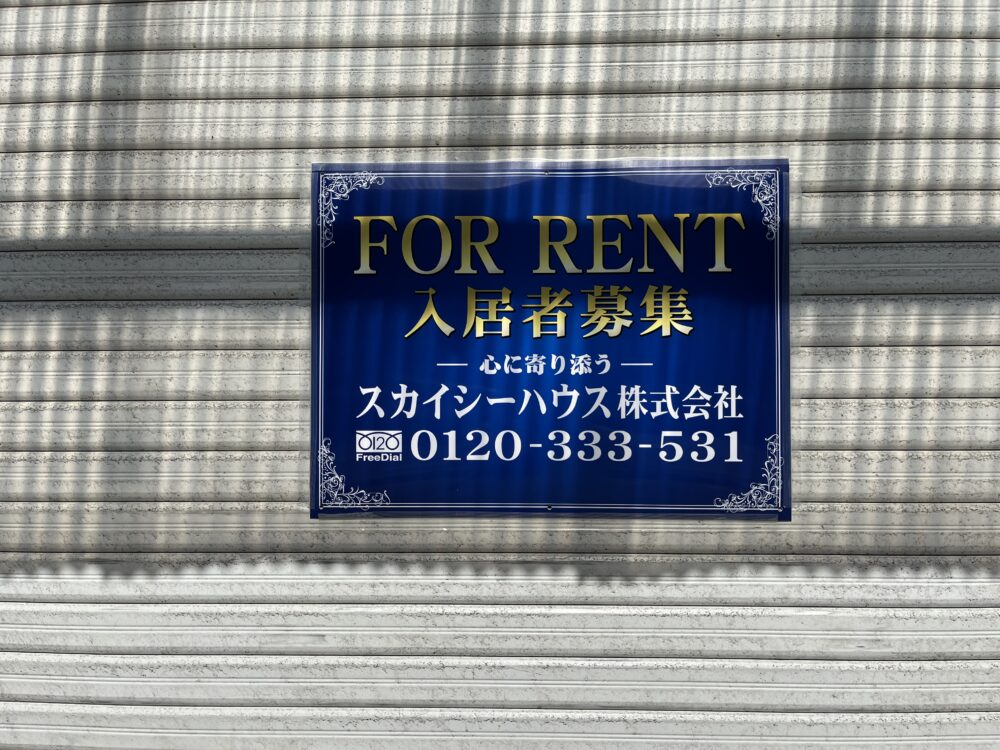 FOR RENT
入居者募集
― 心に寄り添う ―
スカイシーハウス株式会社
0120
FreeDial
0120-333-531